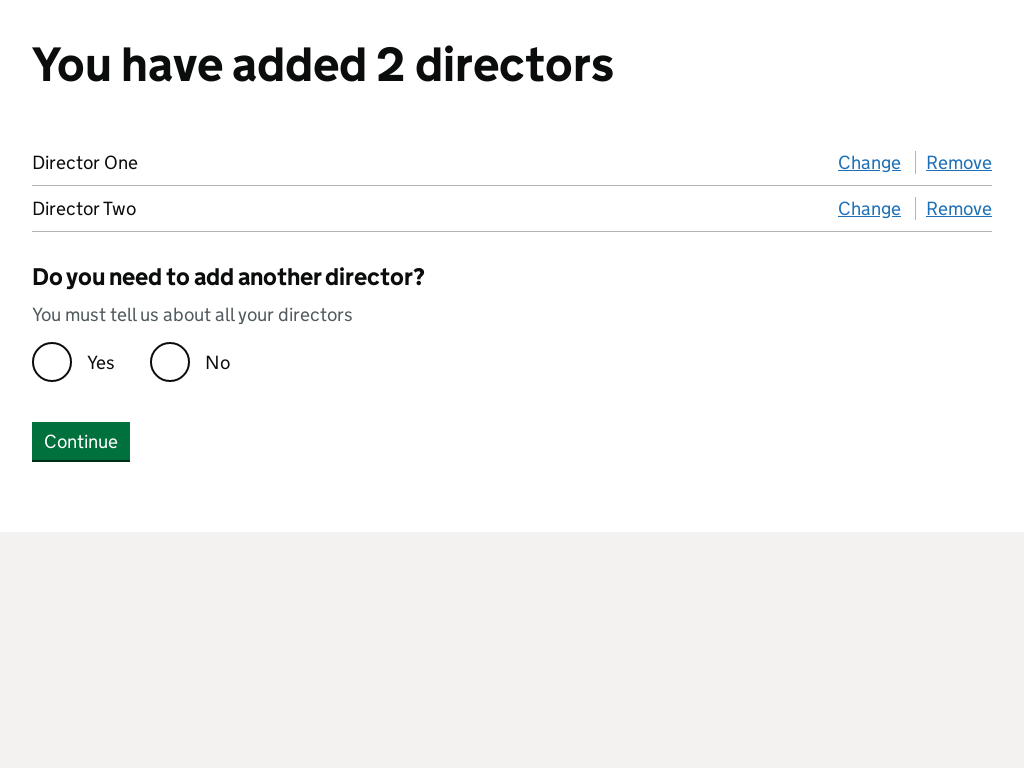 You have added 2 directors
Director One Change Remove
Director Two Change Remove
Do you need to add another director?
You must tell us about all your directors
Yes No
Continue